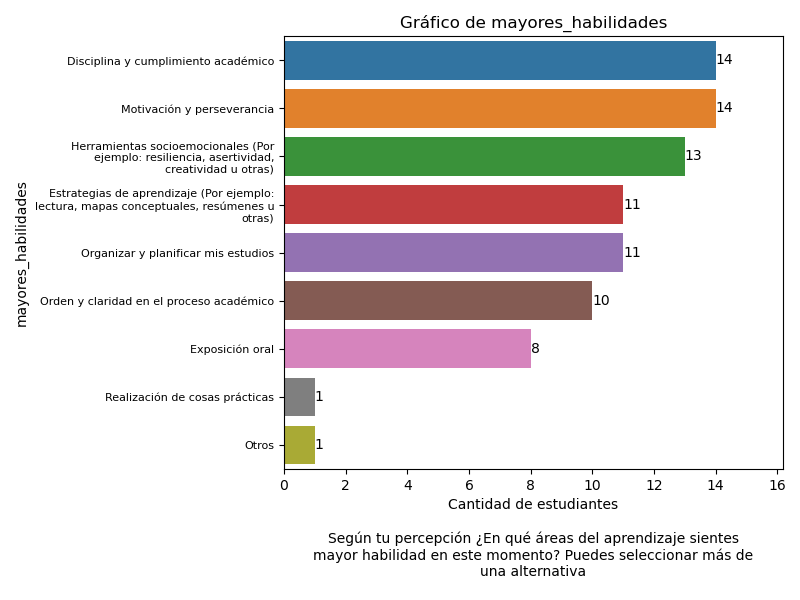 Gráfico de mayores_habilidades
mayores_habilidades
Disciplina y cumplimiento académico
14
Motivación y perseverancia
14
Herramientas socioemocionales (Por
ejemplo: resiliencia, asertividad,
creatividad u otras)
13
Estrategias de aprendizaje (Por ejemplo:
lectura, mapas conceptuales, resúmenes u
otras)
11
Organizar y planificar mis estudios
11
Orden y claridad en el proceso académico
10
Exposición oral
8
Realización de cosas prácticas
1
Otros
1
0 2 4 6 8 10 12 14 16
Cantidad de estudiantes
Según tu percepción ¿En qué áreas del aprendizaje sientes
mayor habilidad en este momento? Puedes seleccionar más de
una alternativa